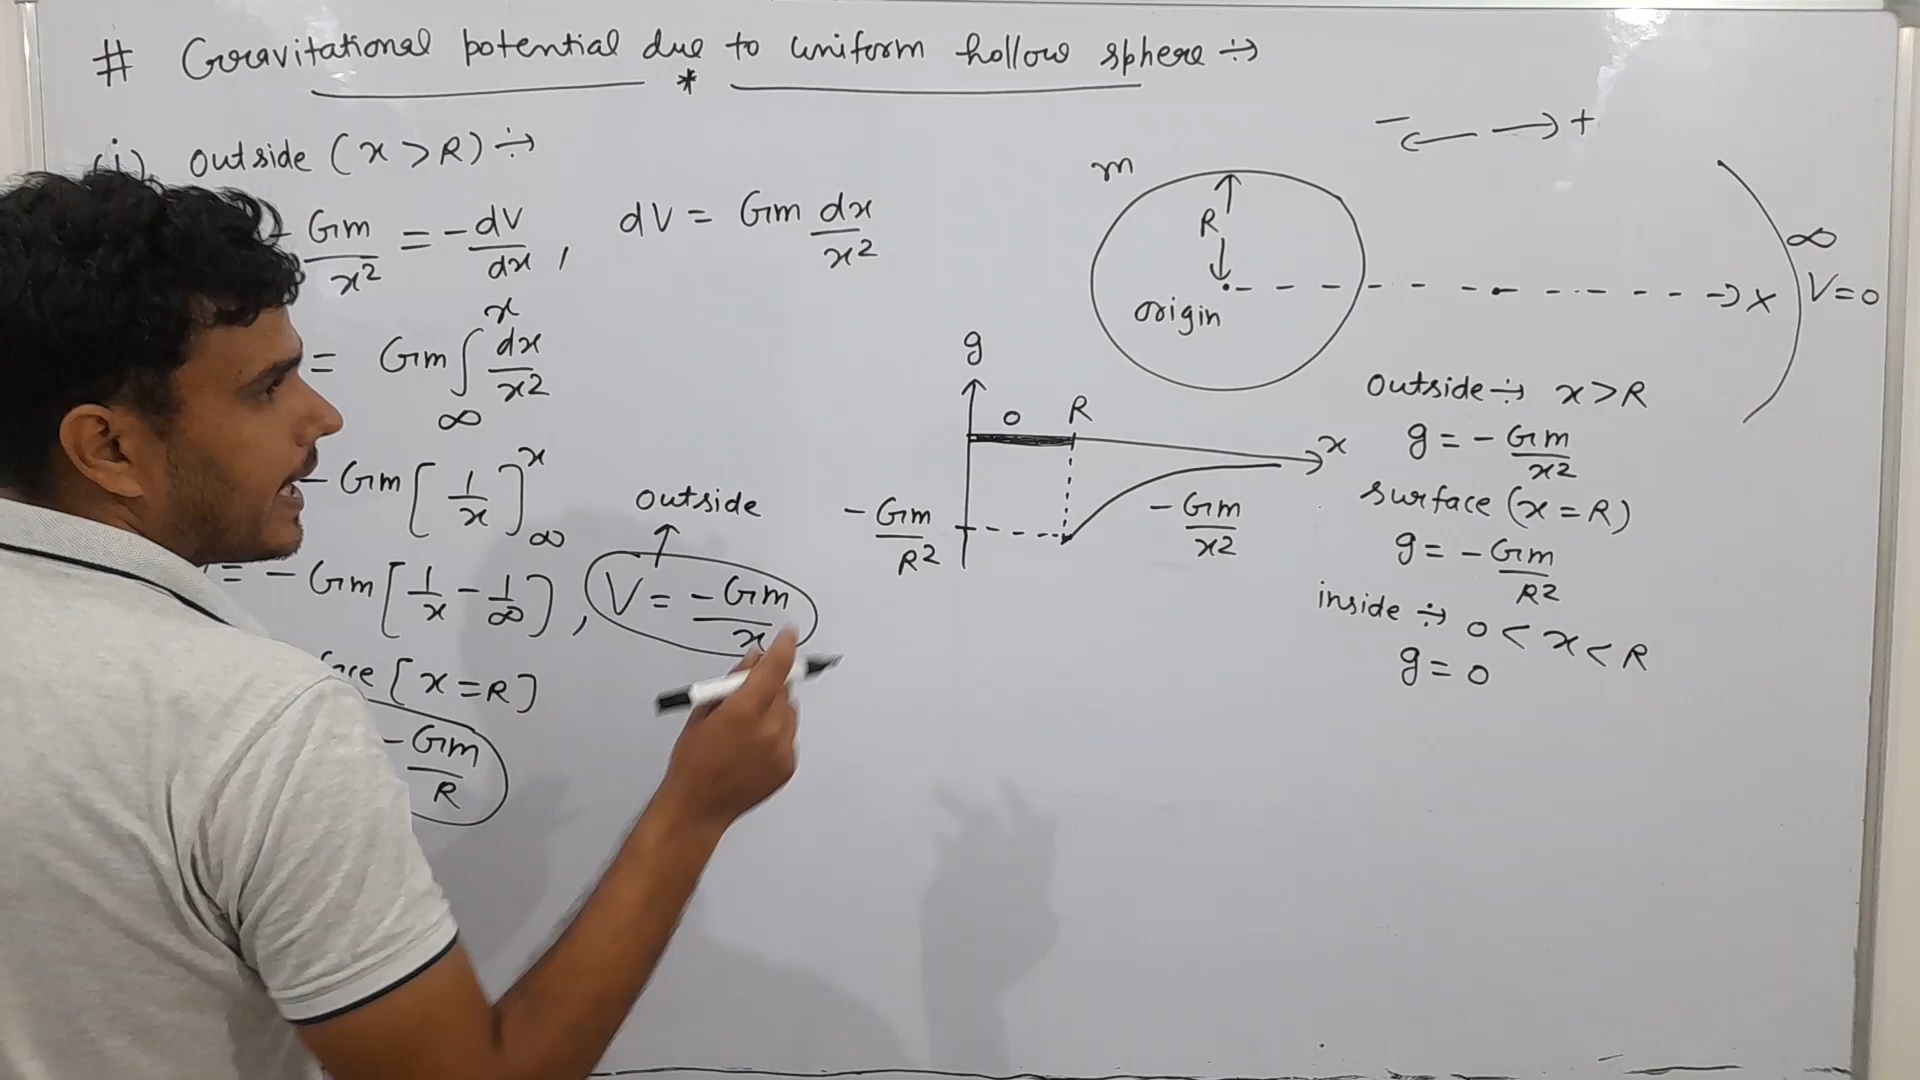 # Gravitational potential due to uniform hollow sphere ÷→
*
(i) outside (x > R) ÷→
- Gm/x² = - dV/dx , dV = Gm dx/x²
= Gm ∫_∞^x dx/x²
- Gm [1/x]_∞^x
= - Gm [1/x - 1/∞] , V = -Gm/x
outside
[x = R]
- Gm/R
- ← → +
m
R
origin
x
∞
V = 0
g
0
R
x
- Gm/R²
- Gm/x²
outside ÷→ x > R
g = - Gm/x²
surface (x = R)
g = - Gm/R²
inside ÷→ 0 < x < R
g = 0